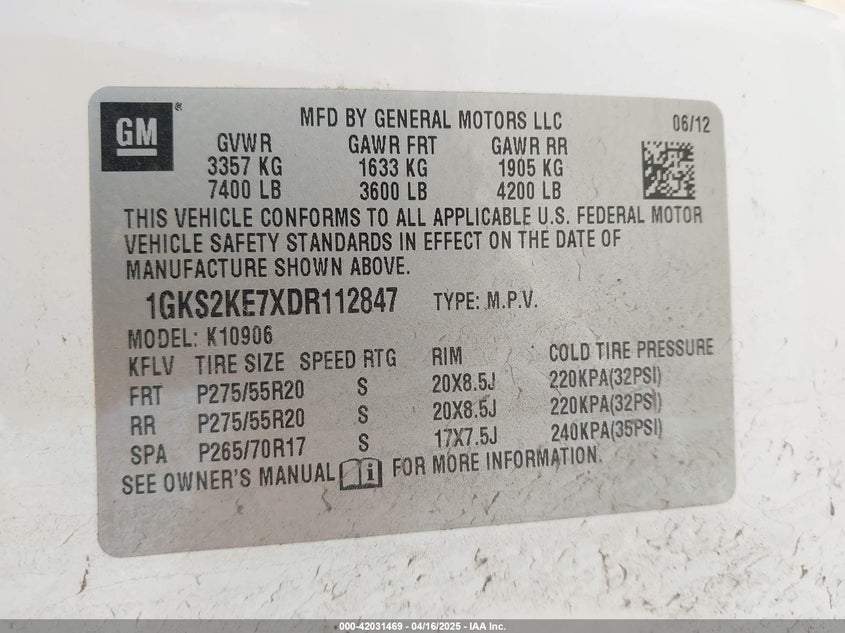 GM ®
MFD BY GENERAL MOTORS LLC 06/12
GVWR GAWR FRT GAWR RR
3357 KG 1633 KG 1905 KG
7400 LB 3600 LB 4200 LB
THIS VEHICLE CONFORMS TO ALL APPLICABLE U.S. FEDERAL MOTOR
VEHICLE SAFETY STANDARDS IN EFFECT ON THE DATE OF
MANUFACTURE SHOWN ABOVE.
1GKS2KE7XDR112847 TYPE: M.P.V.
MODEL: K10906
KFLV TIRE SIZE SPEED RTG RIM COLD TIRE PRESSURE
FRT P275/55R20 S 20X8.5J 220KPA(32PSI)
RR P275/55R20 S 20X8.5J 220KPA(32PSI)
SPA P265/70R17 S 17X7.5J 240KPA(35PSI)
SEE OWNER'S MANUAL i FOR MORE INFORMATION.
000-42031469 - 04/16/2025 - IAA Inc.